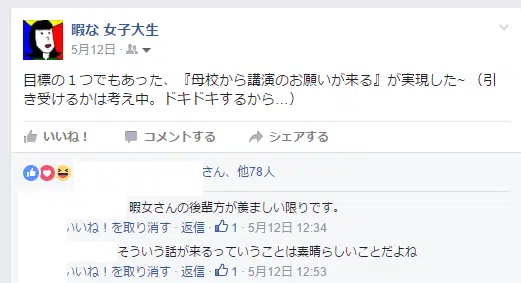 暇な 女子大生
5月12日 ·
目標の１つでもあった、『母校から講演のお願いが来る』が実現した~ （引
き受けるかは考え中。ドキドキするから…）
いいね！ コメントする シェアする
さん、他78人
暇女さんの後輩方が羨ましい限りです。
いいね！を取り消す · 返信 · 1 · 5月12日 12:34
そういう話が来るっていうことは素晴らしいことだよね
いいね！を取り消す · 返信 · 1 · 5月12日 12:53